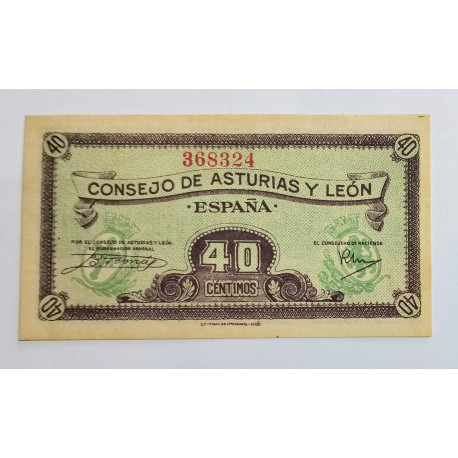 40 40
368324
CONSEJO DE ASTURIAS Y LEÓN
·ESPAÑA·
POR EL CONSEJO DE ASTURIAS Y LEÓN
EL GOBERNADOR GENERAL
EL CONSEJERO DE HACIENDA
40
CÉNTIMOS
40 40